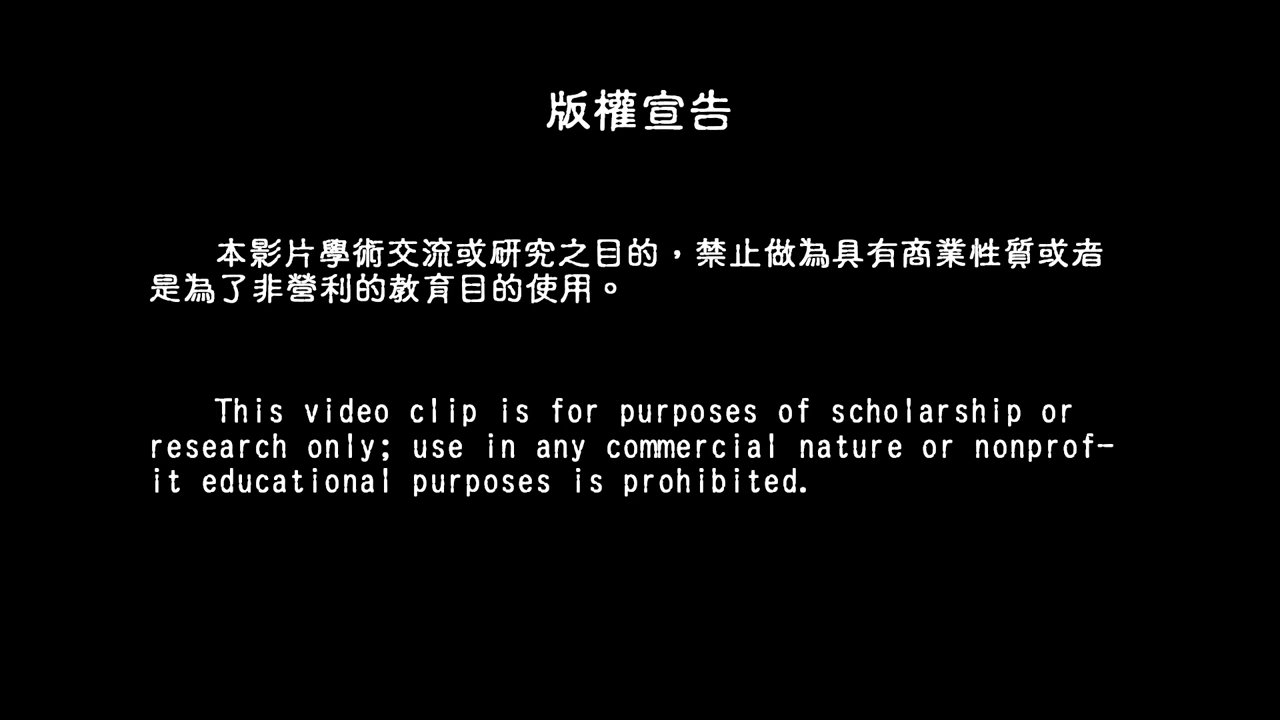 版權宣告
本影片學術交流或研究之目的，禁止做為具有商業性質或者
是為了非營利的教育目的使用。
This video clip is for purposes of scholarship or
research only; use in any commercial nature or nonprof-
it educational purposes is prohibited.